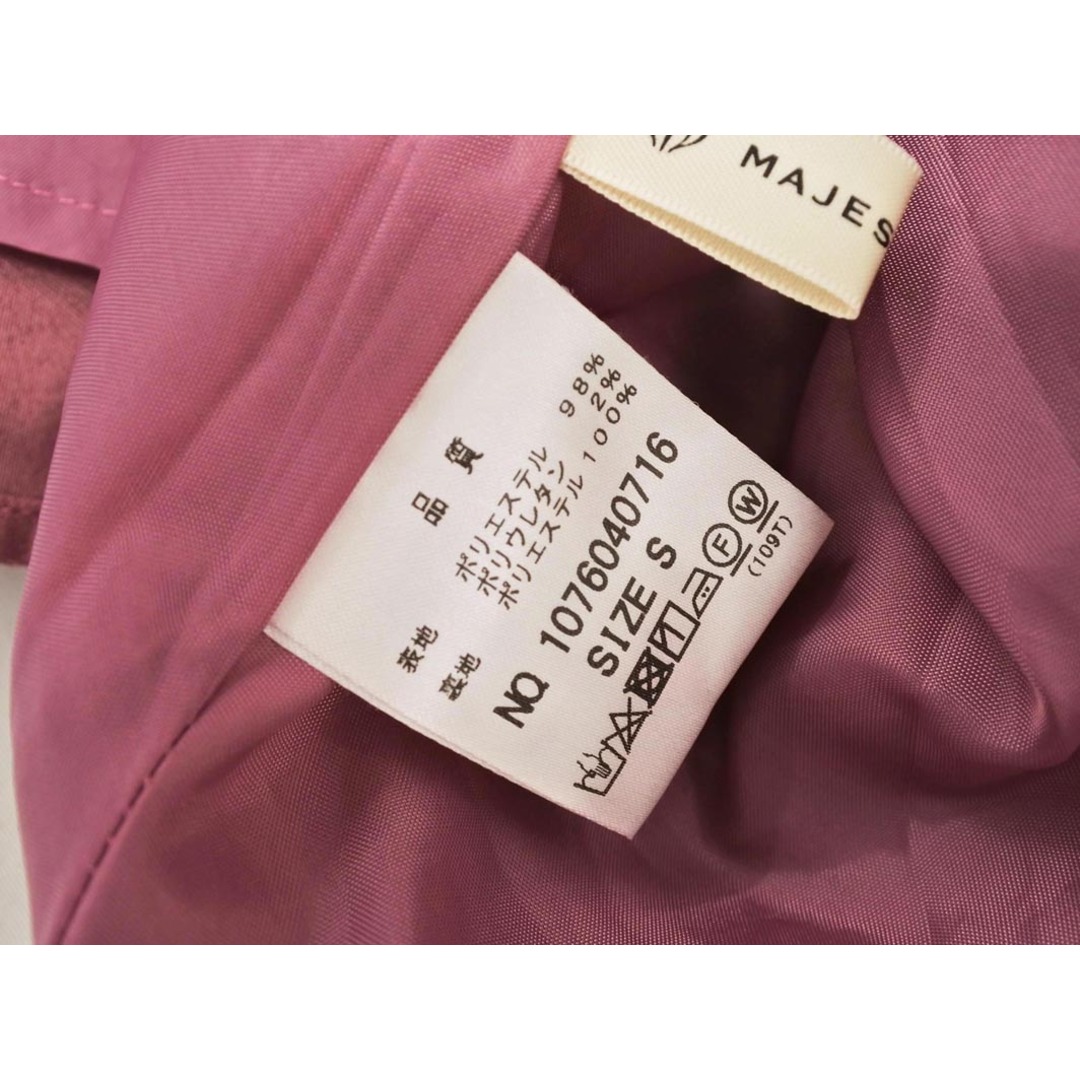 MAJES
品質
表地 ポリエステル 98%
ポリウレタン 2%
裏地 ポリエステル 100%
NO. 1076040716
SIZE S
F W
(109T)